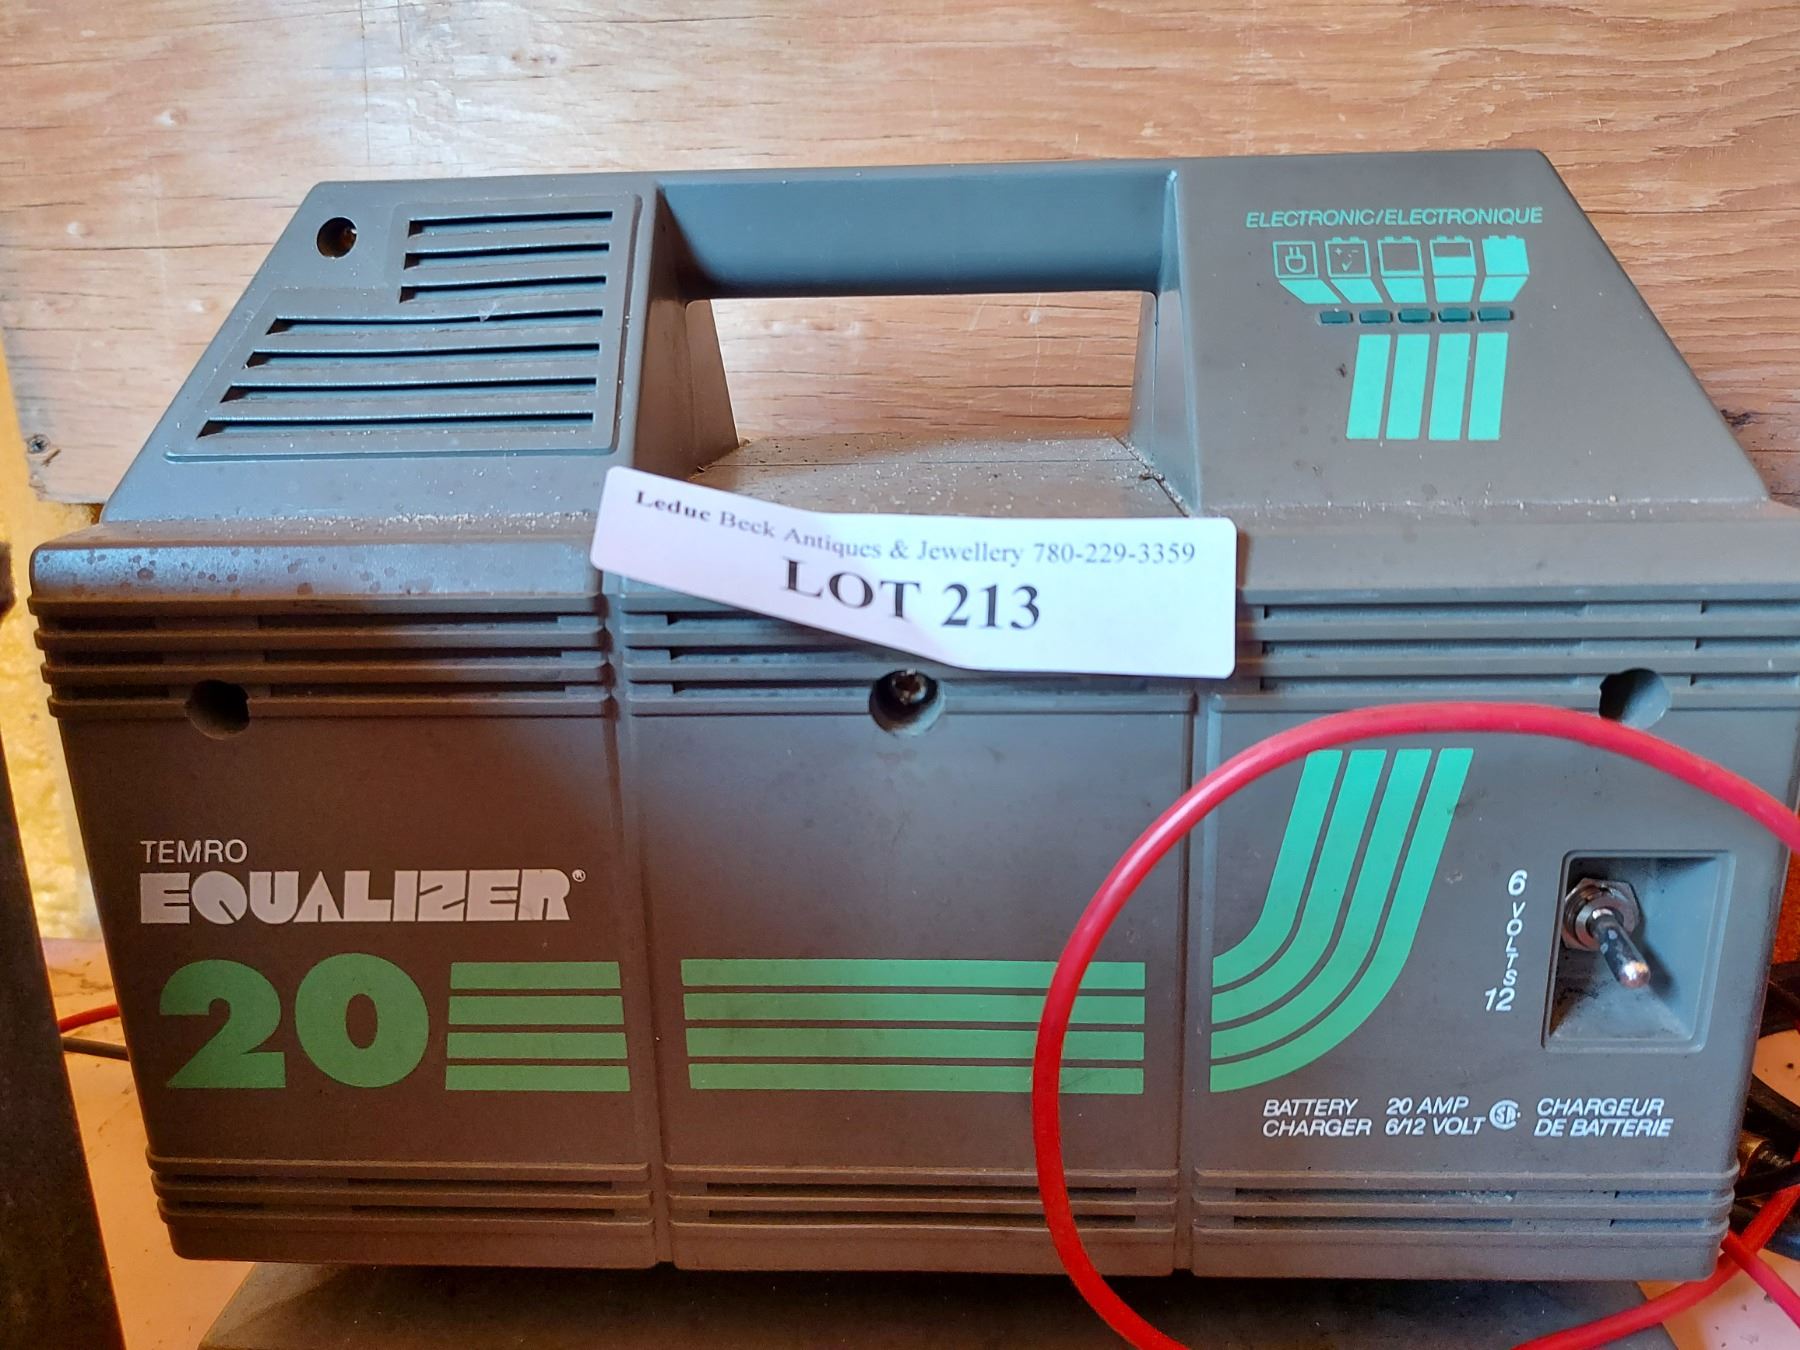 ELECTRONIC/ELECTRONIQUE
Leduc Beck Antiques & Jewellery 780-229-3359
LOT 213
TEMRO
EQUALIZER®
20
6
VOLTS
12
BATTERY CHARGER
20 AMP 6/12 VOLT
CHARGEUR DE BATTERIE